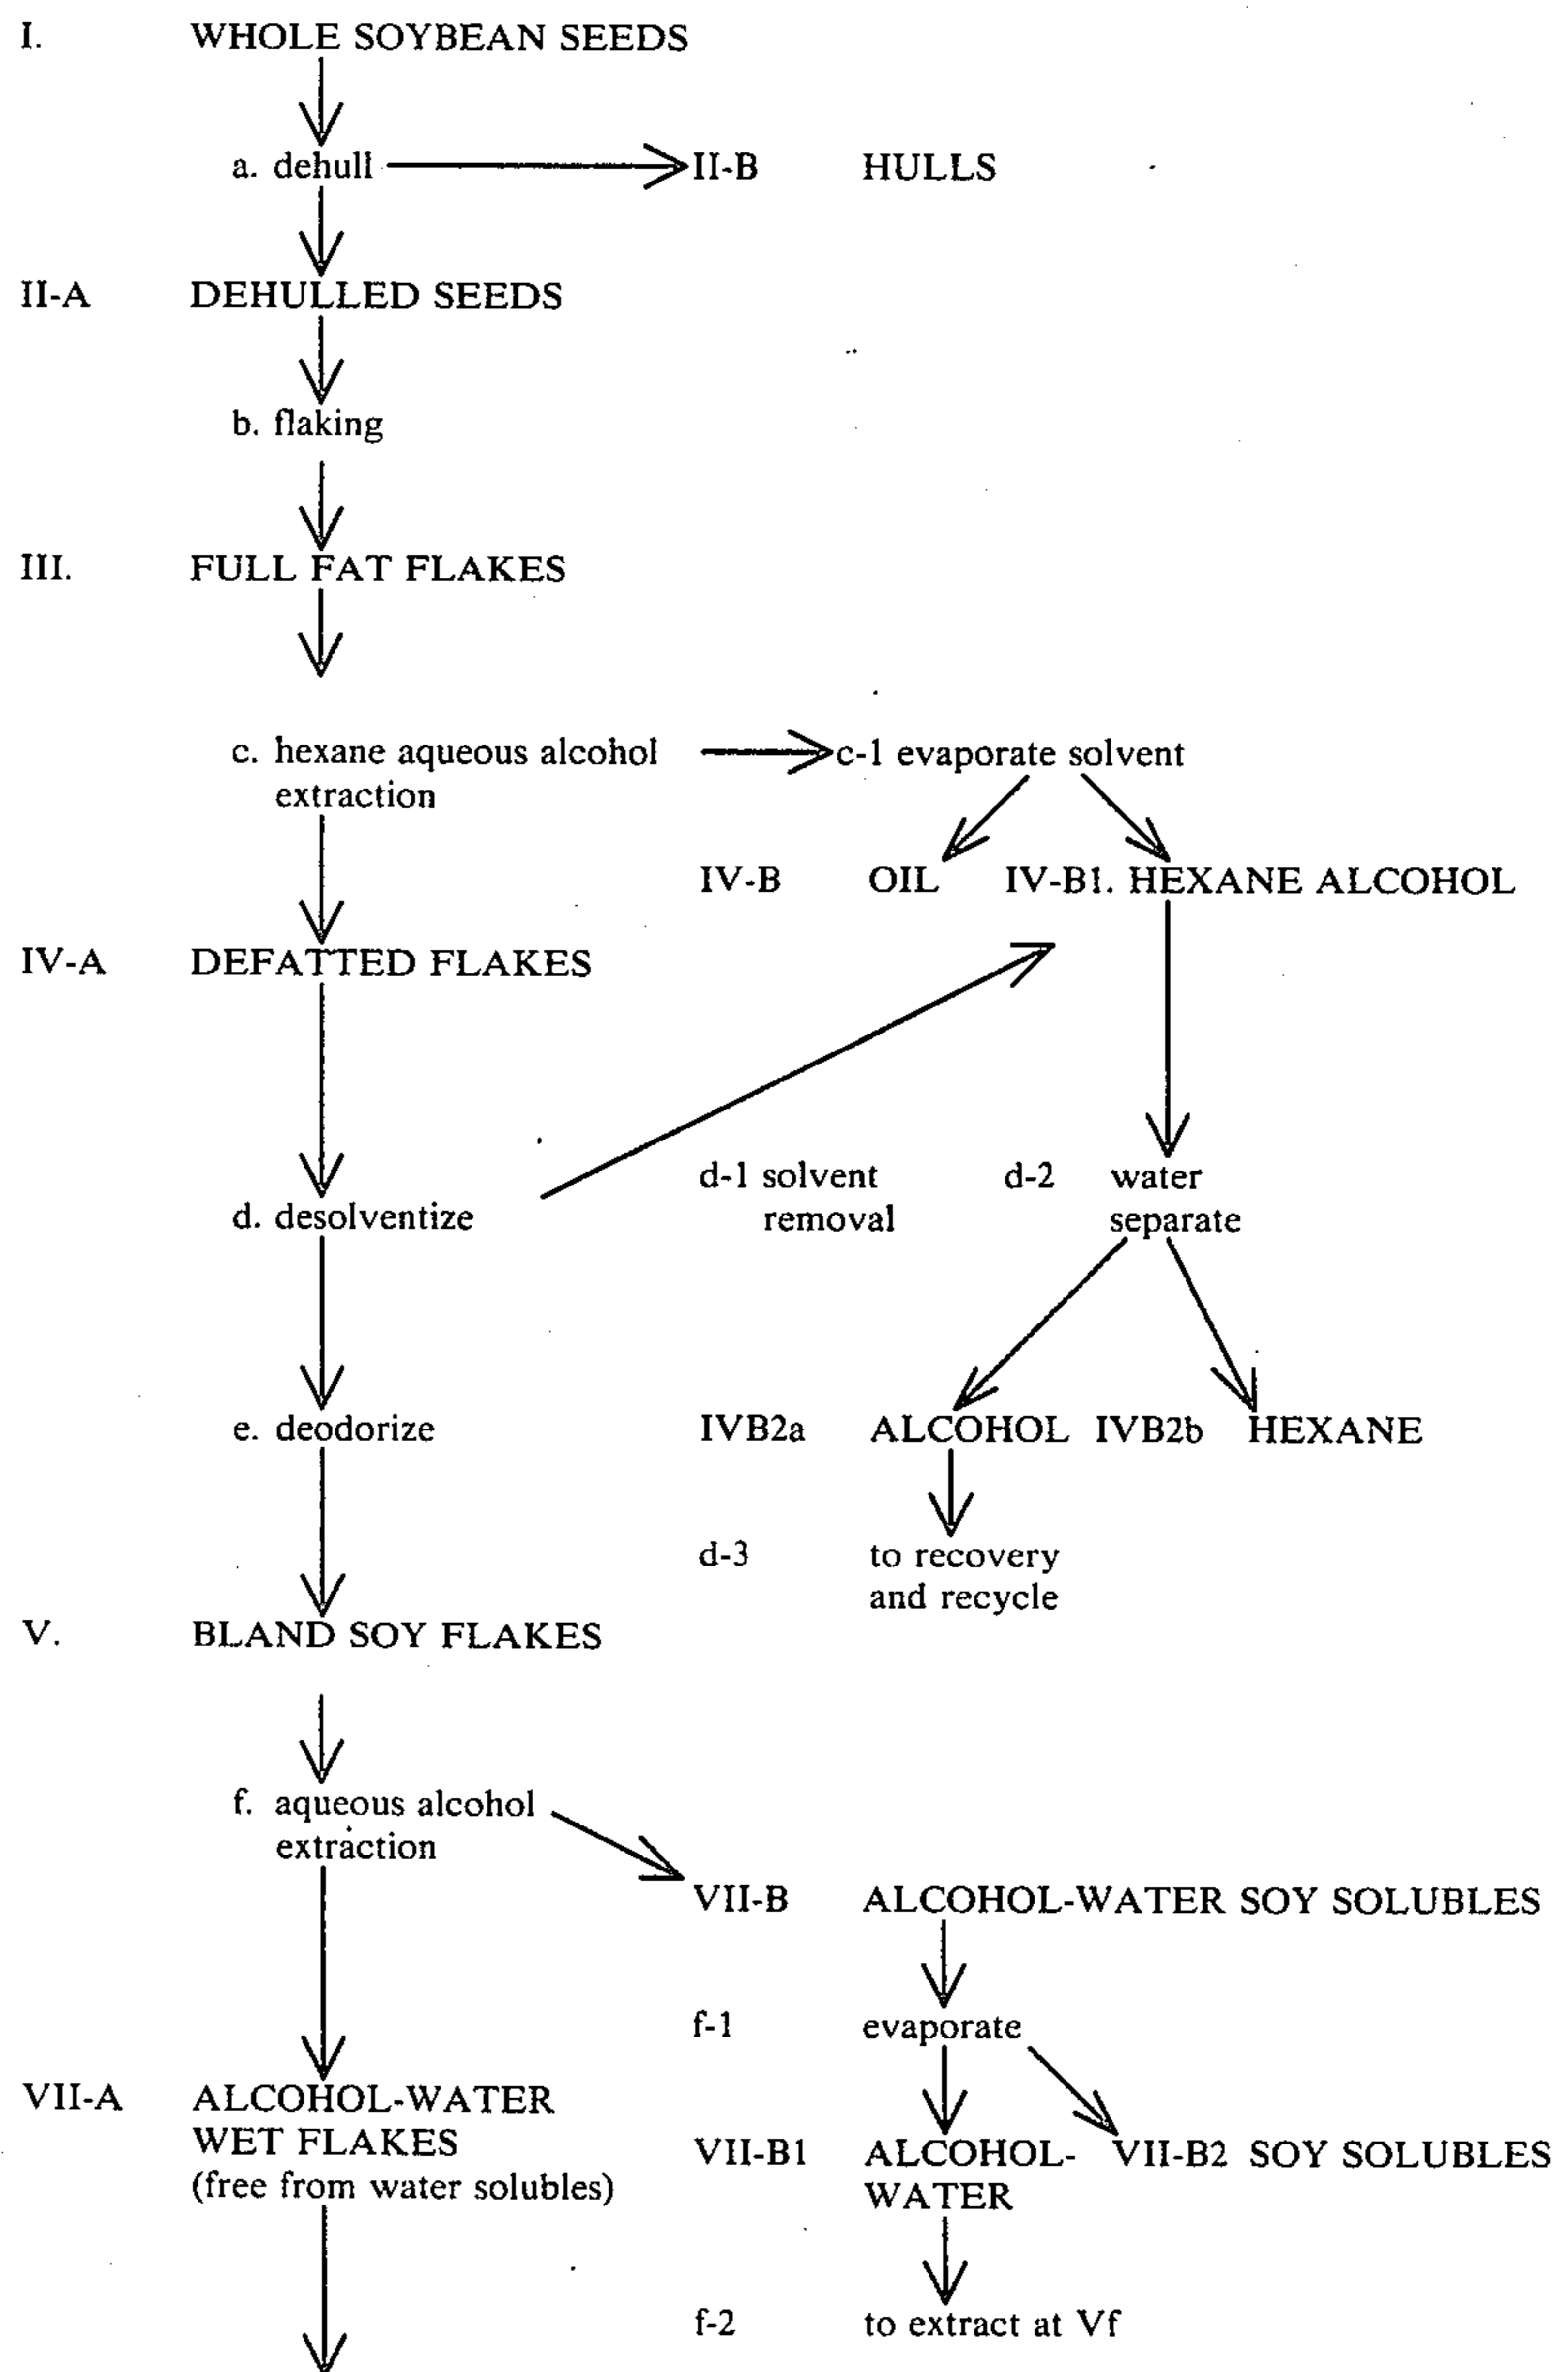 I. WHOLE SOYBEAN SEEDS
a. dehull II-B HULLS
II-A DEHULLED SEEDS
b. flaking
III. FULL FAT FLAKES
c. hexane aqueous alcohol c-1 evaporate solvent
extraction
IV-B OIL IV-B1. HEXANE ALCOHOL
IV-A DEFATTED FLAKES
d-1 solvent d-2 water
d. desolventize removal separate
e. deodorize IVB2a ALCOHOL IVB2b HEXANE
d-3 to recovery
and recycle
V. BLAND SOY FLAKES
f. aqueous alcohol
extraction
VII-B ALCOHOL-WATER SOY SOLUBLES
f-1 evaporate
VII-A ALCOHOL-WATER
WET FLAKES VII-B1 ALCOHOL- VII-B2 SOY SOLUBLES
(free from water solubles) WATER
f-2 to extract at Vf